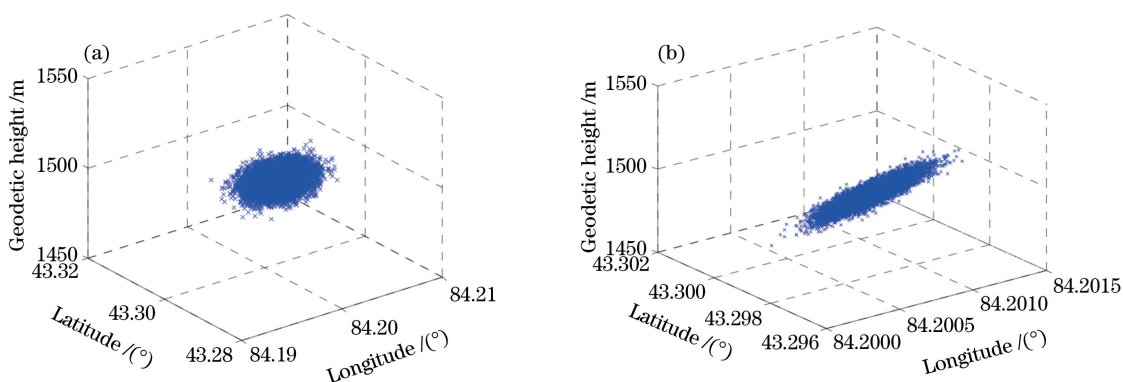 (a)
1550
1500
1450
Geodetic height /m
43.32
43.30
43.28
Latitude /(°)
84.19
84.20
84.21
Longitude /(°)
(b)
1550
1500
1450
Geodetic height /m
43.302
43.300
43.298
43.296
Latitude /(°)
84.2000
84.2005
84.2010
84.2015
Longitude /(°)